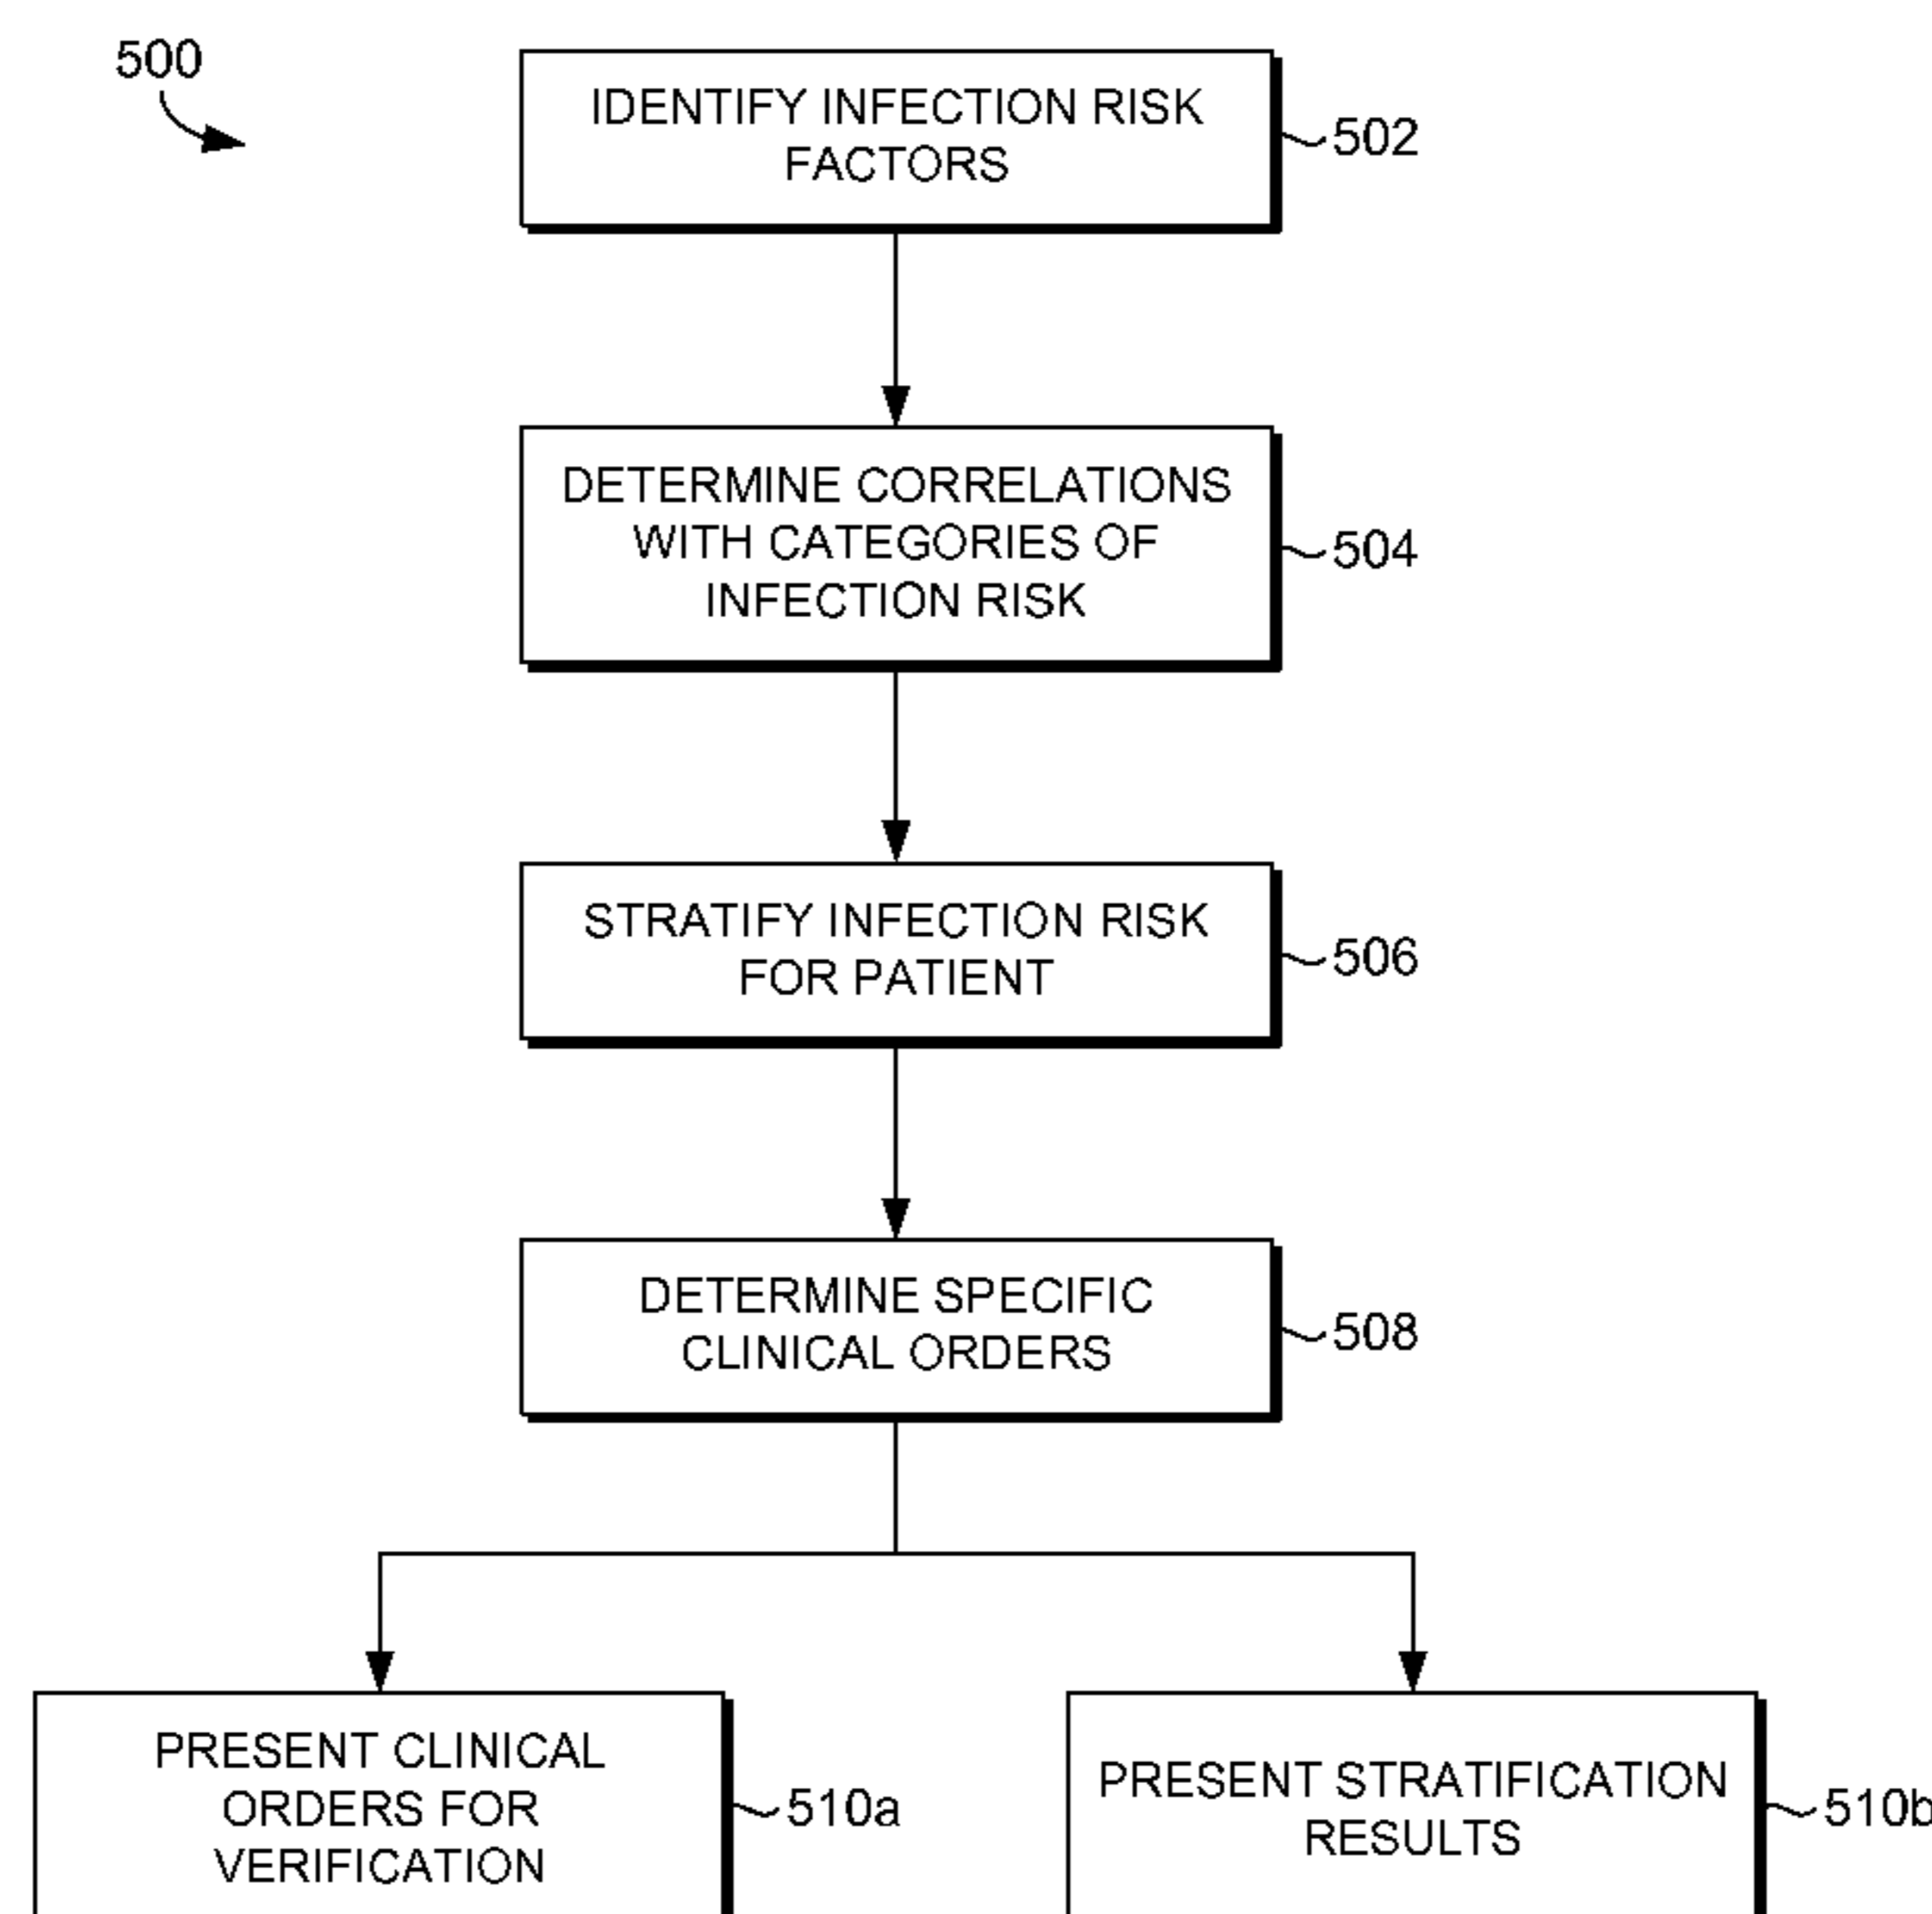 500
IDENTIFY INFECTION RISK
FACTORS
502
DETERMINE CORRELATIONS
WITH CATEGORIES OF
INFECTION RISK
504
STRATIFY INFECTION RISK
FOR PATIENT
506
DETERMINE SPECIFIC
CLINICAL ORDERS
508
PRESENT CLINICAL
ORDERS FOR
VERIFICATION
510a
PRESENT STRATIFICATION
RESULTS
510b